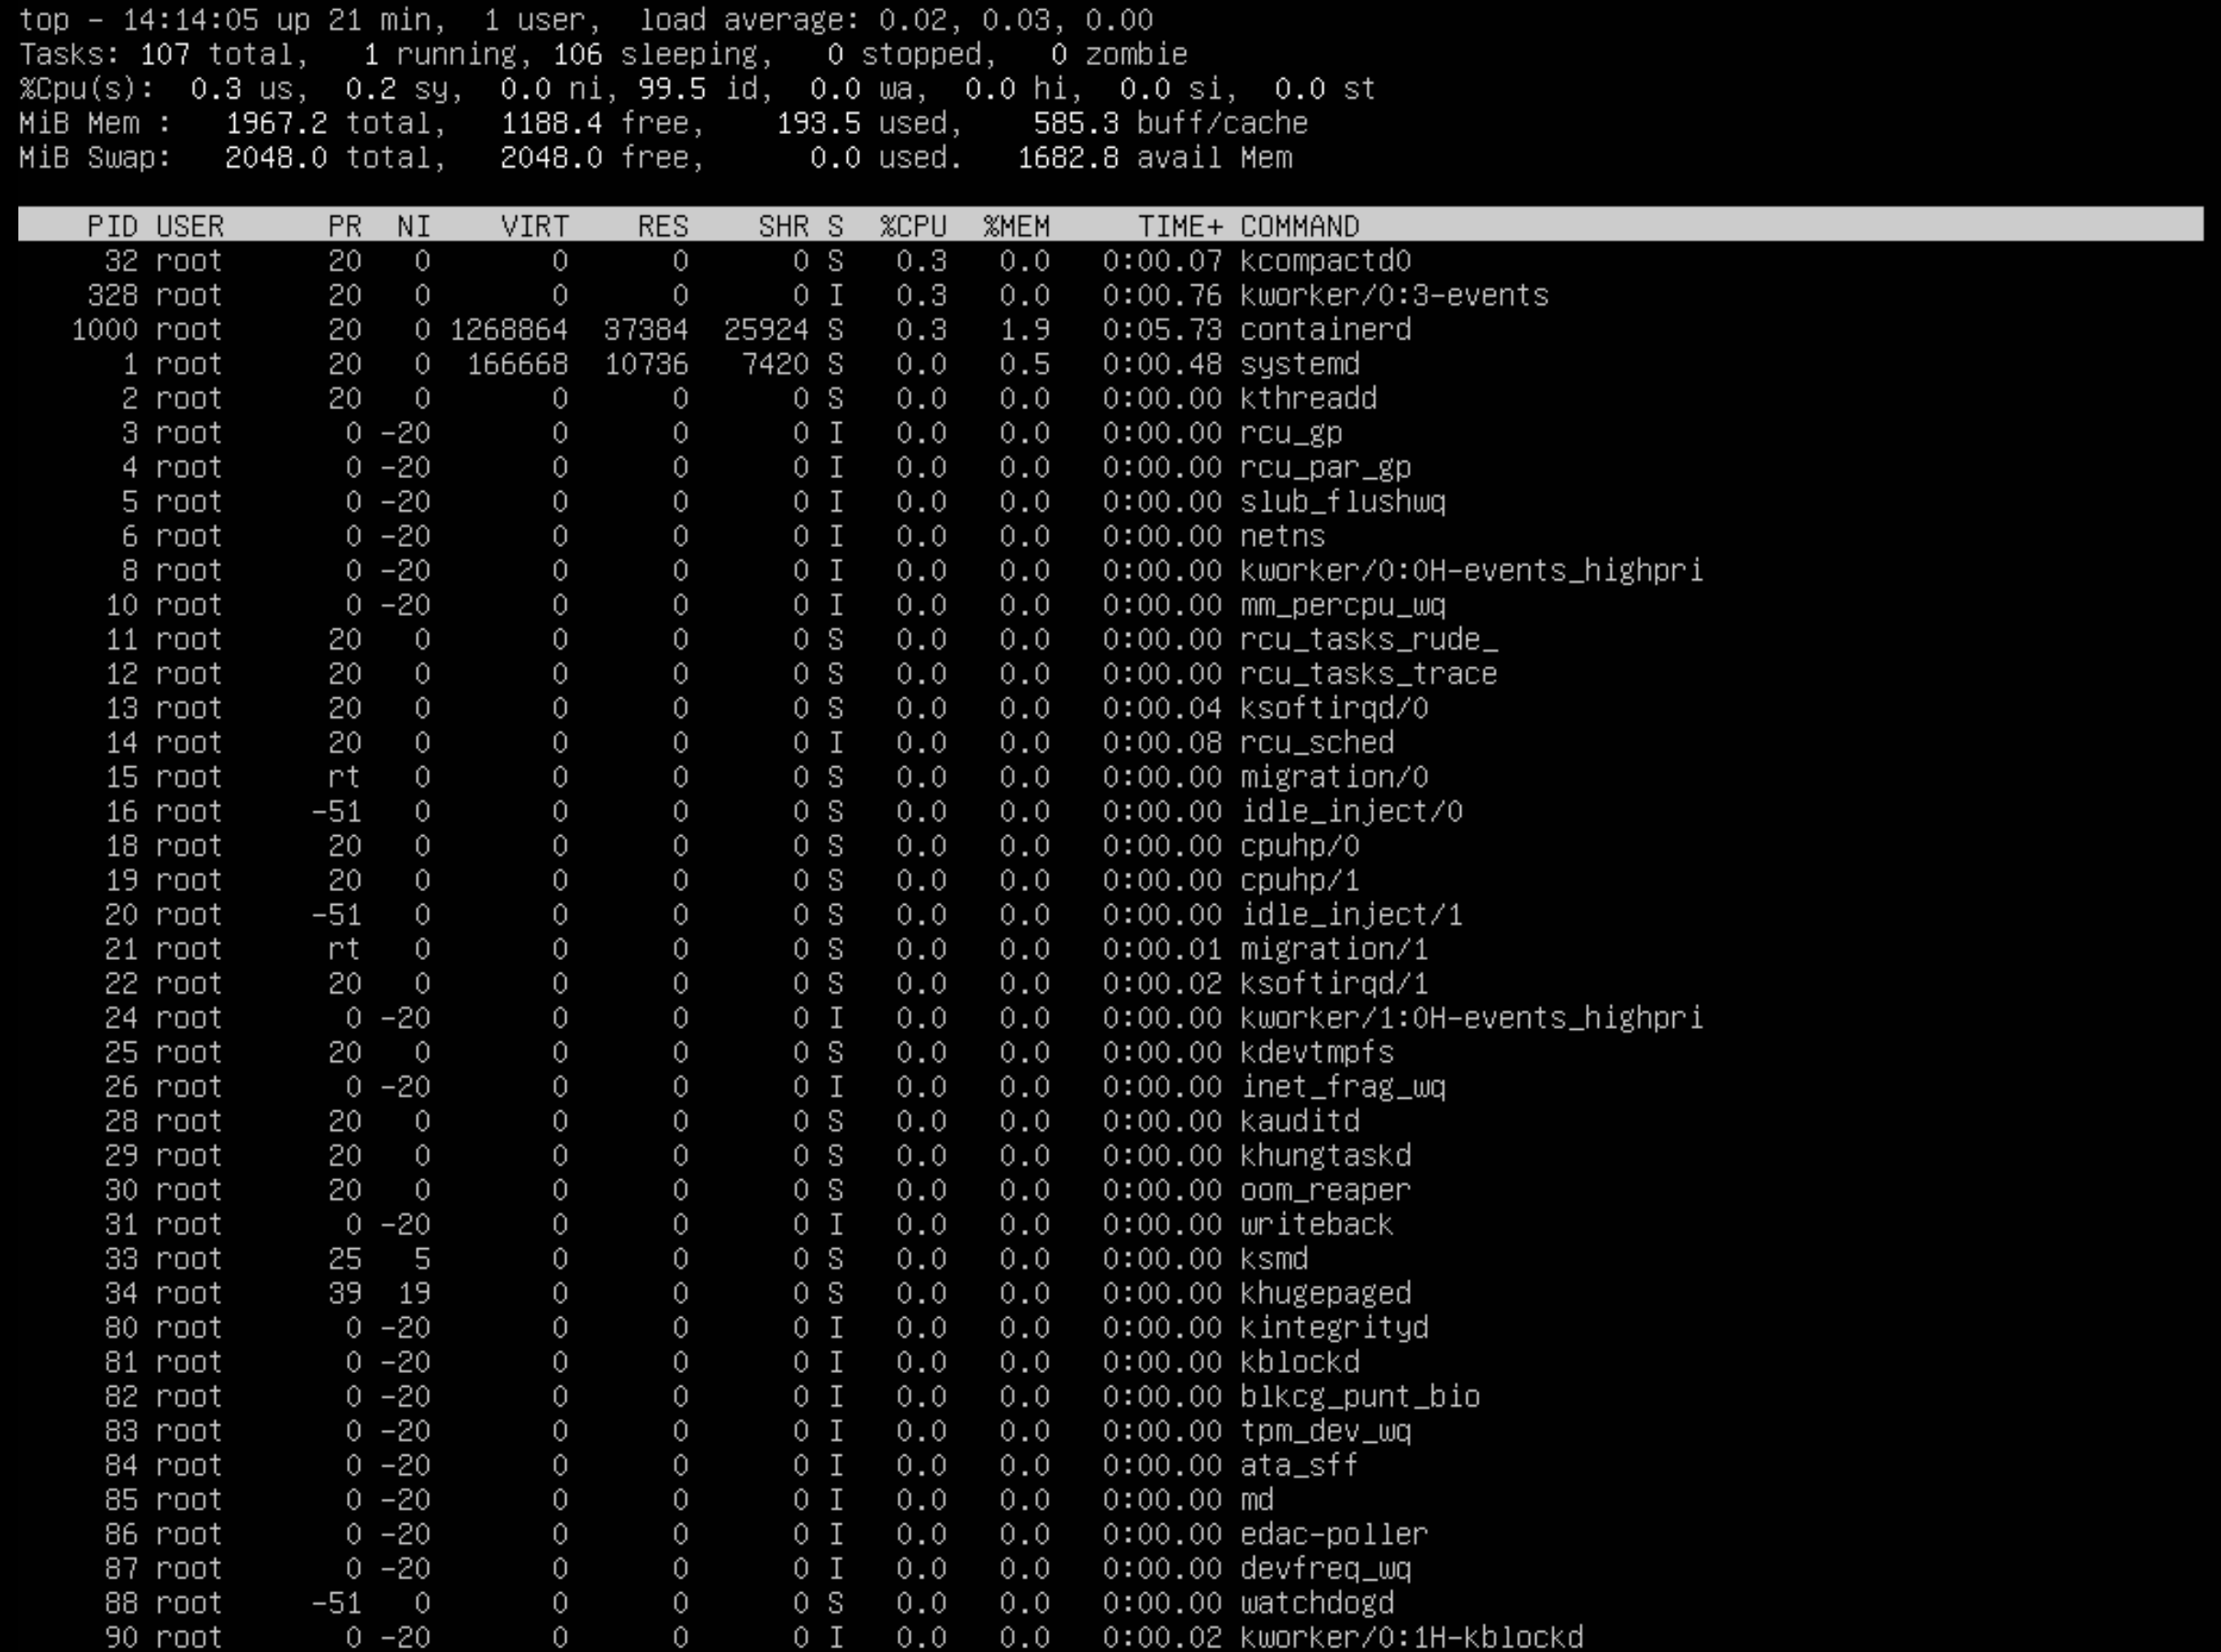 top - 14:14:05 up 21 min,  1 user,  load average: 0.02, 0.03, 0.00
Tasks: 107 total,   1 running, 106 sleeping,   0 stopped,   0 zombie
%Cpu(s):  0.3 us,  0.2 sy,  0.0 ni, 99.5 id,  0.0 wa,  0.0 hi,  0.0 si,  0.0 st
MiB Mem :   1967.2 total,   1188.4 free,    193.5 used,    585.3 buff/cache
MiB Swap:   2048.0 total,   2048.0 free,      0.0 used.   1682.8 avail Mem
PID USER PR NI VIRT RES SHR S %CPU %MEM TIME+ COMMAND
32 root 20 0 0 0 0 S 0.3 0.0 0:00.07 kcompactd0
328 root 20 0 0 0 0 I 0.3 0.0 0:00.76 kworker/0:3-events
1000 root 20 0 1268864 37384 25924 S 0.3 1.9 0:05.73 containerd
1 root 20 0 166668 10736 7420 S 0.0 0.5 0:00.48 systemd
2 root 20 0 0 0 0 S 0.0 0.0 0:00.00 kthreadd
3 root 0 -20 0 0 0 I 0.0 0.0 0:00.00 rcu_gp
4 root 0 -20 0 0 0 I 0.0 0.0 0:00.00 rcu_par_gp
5 root 0 -20 0 0 0 I 0.0 0.0 0:00.00 slub_flushwq
6 root 0 -20 0 0 0 I 0.0 0.0 0:00.00 netns
8 root 0 -20 0 0 0 I 0.0 0.0 0:00.00 kworker/0:0H-events_highpri
10 root 0 -20 0 0 0 I 0.0 0.0 0:00.00 mm_percpu_wq
11 root 20 0 0 0 0 S 0.0 0.0 0:00.00 rcu_tasks_rude_
12 root 20 0 0 0 0 S 0.0 0.0 0:00.00 rcu_tasks_trace
13 root 20 0 0 0 0 S 0.0 0.0 0:00.04 ksoftirqd/0
14 root 20 0 0 0 0 I 0.0 0.0 0:00.08 rcu_sched
15 root rt 0 0 0 0 S 0.0 0.0 0:00.00 migration/0
16 root -51 0 0 0 0 S 0.0 0.0 0:00.00 idle_inject/0
18 root 20 0 0 0 0 S 0.0 0.0 0:00.00 cpuhp/0
19 root 20 0 0 0 0 S 0.0 0.0 0:00.00 cpuhp/1
20 root -51 0 0 0 0 S 0.0 0.0 0:00.00 idle_inject/1
21 root rt 0 0 0 0 S 0.0 0.0 0:00.01 migration/1
22 root 20 0 0 0 0 S 0.0 0.0 0:00.02 ksoftirqd/1
24 root 0 -20 0 0 0 I 0.0 0.0 0:00.00 kworker/1:0H-events_highpri
25 root 20 0 0 0 0 S 0.0 0.0 0:00.00 kdevtmpfs
26 root 0 -20 0 0 0 I 0.0 0.0 0:00.00 inet_frag_wq
28 root 20 0 0 0 0 S 0.0 0.0 0:00.00 kauditd
29 root 20 0 0 0 0 S 0.0 0.0 0:00.00 khungtaskd
30 root 20 0 0 0 0 S 0.0 0.0 0:00.00 oom_reaper
31 root 0 -20 0 0 0 I 0.0 0.0 0:00.00 writeback
33 root 25 5 0 0 0 S 0.0 0.0 0:00.00 ksmd
34 root 39 19 0 0 0 S 0.0 0.0 0:00.00 khugepaged
80 root 0 -20 0 0 0 I 0.0 0.0 0:00.00 kintegrityd
81 root 0 -20 0 0 0 I 0.0 0.0 0:00.00 kblockd
82 root 0 -20 0 0 0 I 0.0 0.0 0:00.00 blkcg_punt_bio
83 root 0 -20 0 0 0 I 0.0 0.0 0:00.00 tpm_dev_wq
84 root 0 -20 0 0 0 I 0.0 0.0 0:00.00 ata_sff
85 root 0 -20 0 0 0 I 0.0 0.0 0:00.00 md
86 root 0 -20 0 0 0 I 0.0 0.0 0:00.00 edac-poller
87 root 0 -20 0 0 0 I 0.0 0.0 0:00.00 devfreq_wq
88 root -51 0 0 0 0 S 0.0 0.0 0:00.00 watchdogd
90 root 0 -20 0 0 0 I 0.0 0.0 0:00.02 kworker/0:1H-kblockd